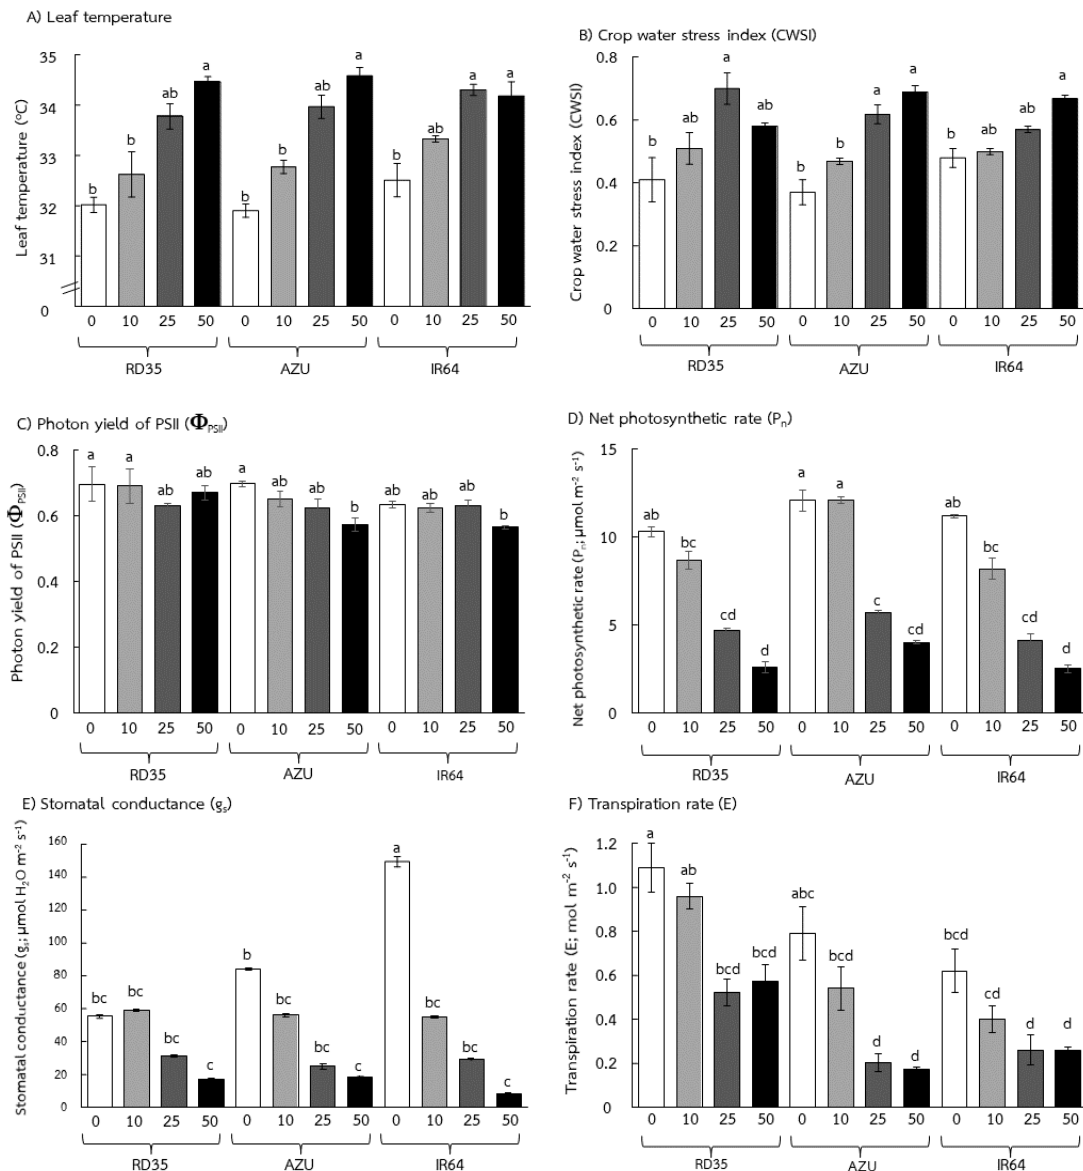 A) Leaf temperature
Leaf temperature (°C)
35
34
33
32
31
0
b
b
ab
a
b
b
ab
a
b
ab
a
a
0 10 25 50 0 10 25 50 0 10 25 50
RD35 AZU IR64
B) Crop water stress index (CWSI)
Crop water stress index (CWSI)
0.8
0.6
0.4
0.2
0
b
ab
a
ab
b
ab
a
a
b
ab
ab
a
0 10 25 50 0 10 25 50 0 10 25 50
RD35 AZU IR64
C) Photon yield of PSII (ΦPSII)
Photon yield of PSII (ΦPSII)
0.8
0.6
0.4
0.2
0
a
a
ab
ab
a
ab
ab
b
ab
ab
ab
b
0 10 25 50 0 10 25 50 0 10 25 50
RD35 AZU IR64
D) Net photosynthetic rate (Pn)
Net photosynthetic rate (Pn; µmol m-2 s-1)
15
10
5
0
ab
bc
cd
d
a
a
c
cd
ab
bc
cd
d
0 10 25 50 0 10 25 50 0 10 25 50
RD35 AZU IR64
E) Stomatal conductance (gs)
Stomatal conductance (gs; µmol H2O m-2 s-1)
160
140
120
100
80
60
40
20
0
bc
bc
bc
c
b
bc
bc
c
a
bc
bc
c
0 10 25 50 0 10 25 50 0 10 25 50
RD35 AZU IR64
F) Transpiration rate (E)
Transpiration rate (E; mol m-2 s-1)
1.2
1.0
0.8
0.6
0.4
0.2
0
a
ab
bcd
bcd
abc
bcd
d
d
bcd
cd
d
d
0 10 25 50 0 10 25 50 0 10 25 50
RD35 AZU IR64